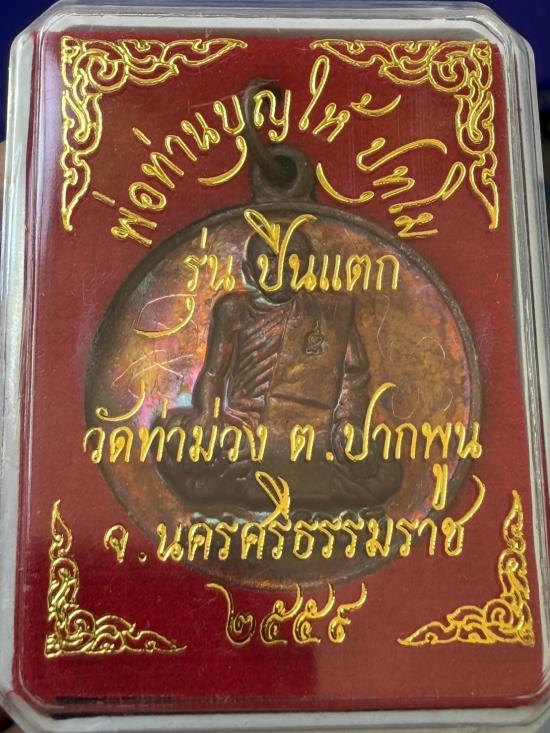 พ่อท่านบุญให้ ปทุโม
รุ่น ปืนแตก
วัดท่าม่วง ต.ปากพูน
จ.นครศรีธรรมราช
๒๕๕๙